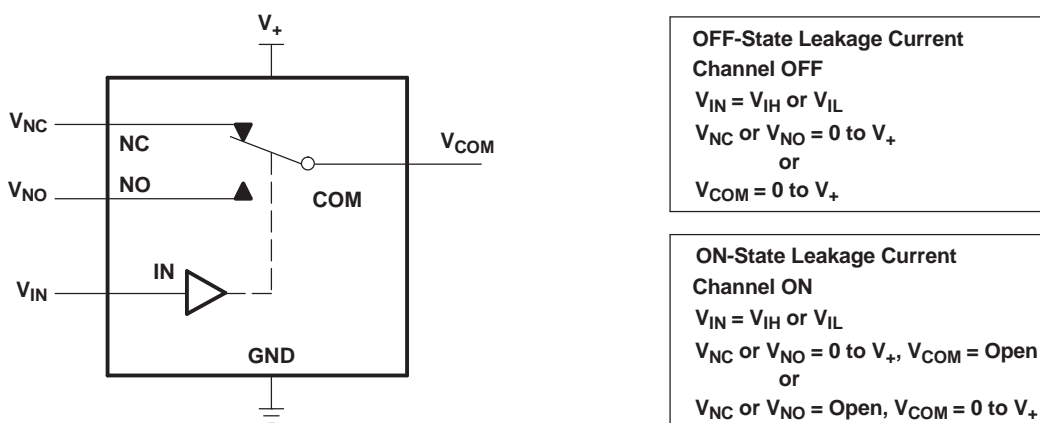 V+
VNC
NC
VCOM
VNO
NO
COM
IN
VIN
GND
OFF-State Leakage Current
Channel OFF
VIN = VIH or VIL
VNC or VNO = 0 to V+
or
VCOM = 0 to V+
ON-State Leakage Current
Channel ON
VIN = VIH or VIL
VNC or VNO = 0 to V+, VCOM = Open
or
VNC or VNO = Open, VCOM = 0 to V+